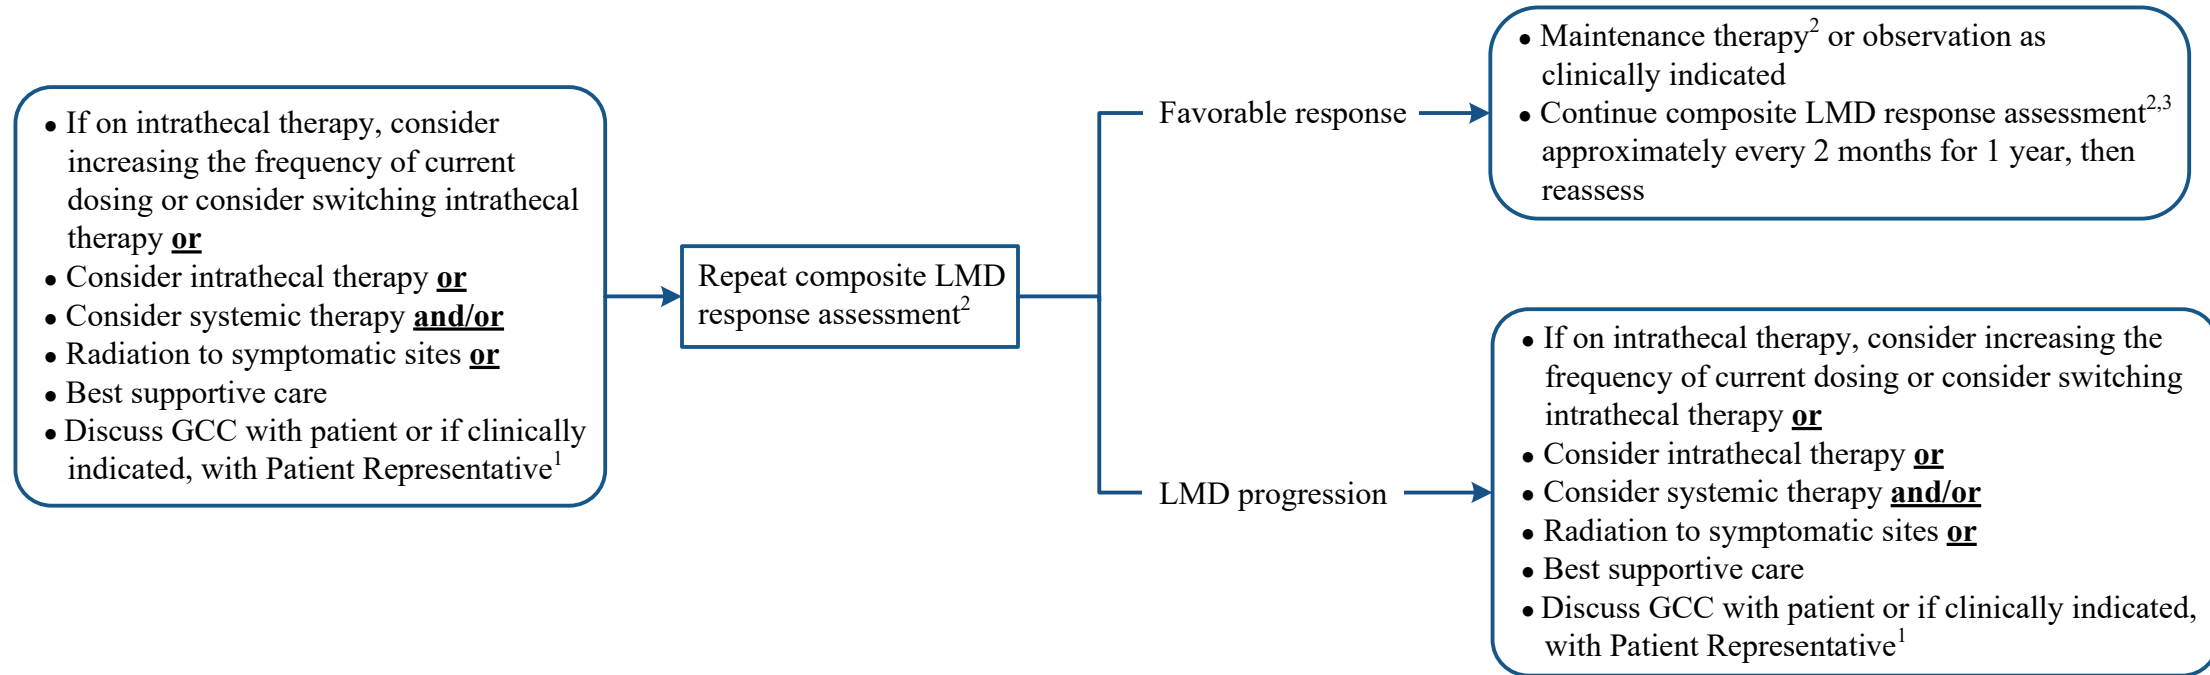 • If on intrathecal therapy, consider
increasing the frequency of current
dosing or consider switching intrathecal
therapy or
• Consider intrathecal therapy or
• Consider systemic therapy and/or
• Radiation to symptomatic sites or
• Best supportive care
• Discuss GCC with patient or if clinically
indicated, with Patient Representative1
Repeat composite LMD
response assessment2
Favorable response
• Maintenance therapy2 or observation as
clinically indicated
• Continue composite LMD response assessment2,3
approximately every 2 months for 1 year, then
reassess
LMD progression
• If on intrathecal therapy, consider increasing the
frequency of current dosing or consider switching
intrathecal therapy or
• Consider intrathecal therapy or
• Consider systemic therapy and/or
• Radiation to symptomatic sites or
• Best supportive care
• Discuss GCC with patient or if clinically indicated,
with Patient Representative1